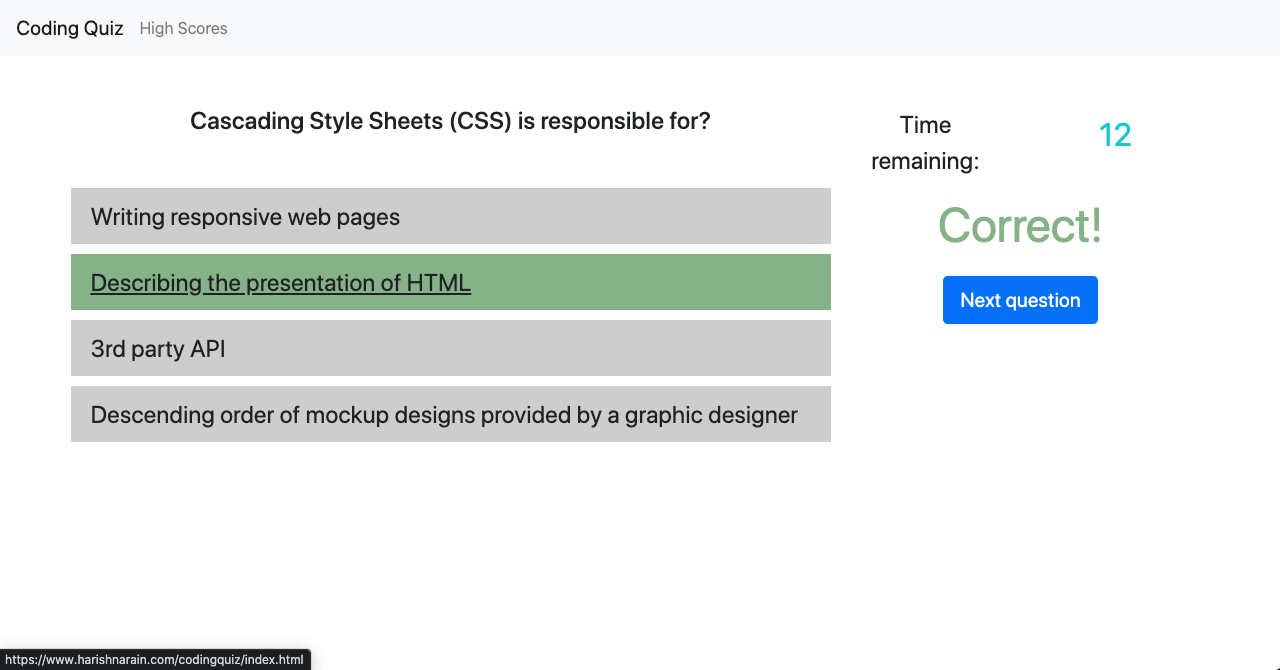 Coding Quiz High Scores
Cascading Style Sheets (CSS) is responsible for?
Writing responsive web pages
Describing the presentation of HTML
3rd party API
Descending order of mockup designs provided by a graphic designer
Time
remaining:
12
Correct!
Next question
https://www.harishnarain.com/codingquiz/index.html